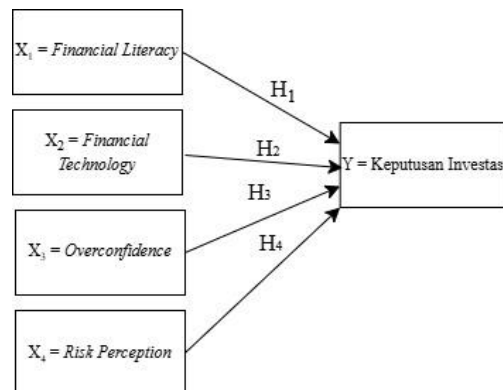 X₁ = Financial Literacy
H₁
X₂ = Financial
Technology
H₂
Y = Keputusan Investas
H₃
X₃ = Overconfidence
H₄
X₄ = Risk Perception